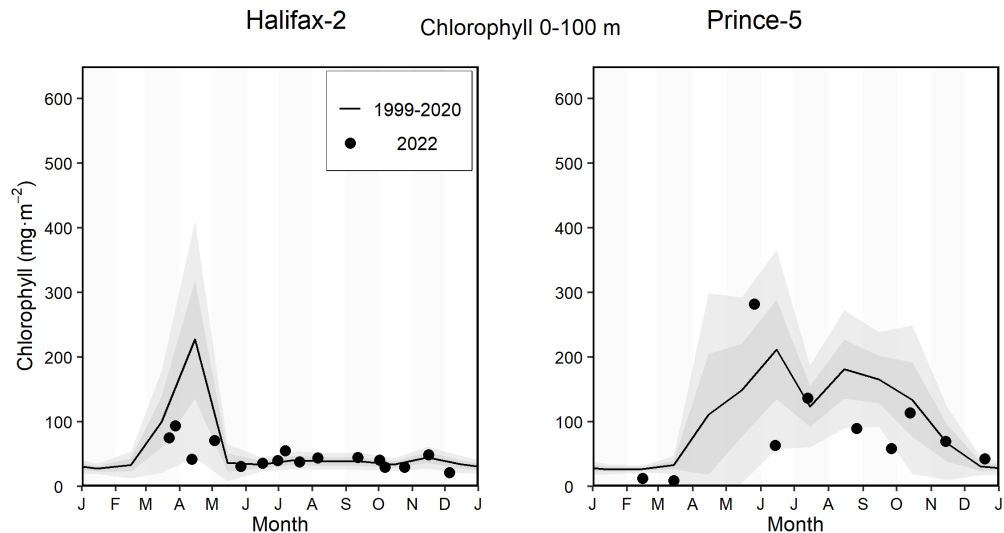 Halifax-2
Chlorophyll 0-100 m
Prince-5
Chlorophyll (mg·m⁻²)
600
500
400
300
200
100
0
1999-2020
2022
J F M A M J J A S O N D J
Month
600
500
400
300
200
100
0
J F M A M J J A S O N D J
Month